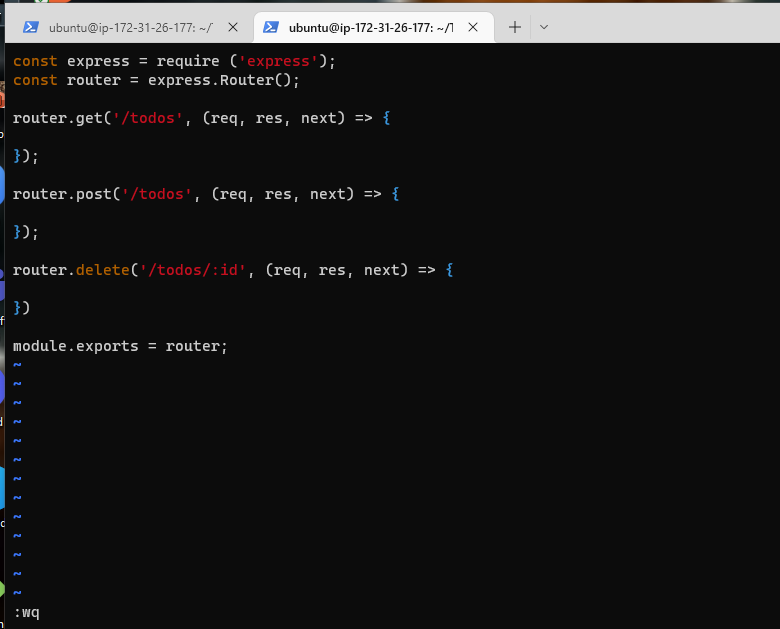 ubuntu@ip-172-31-26-177: ~/
ubuntu@ip-172-31-26-177: ~/T
const express = require ('express');
const router = express.Router();
router.get('/todos', (req, res, next) => {
});
router.post('/todos', (req, res, next) => {
});
router.delete('/todos/:id', (req, res, next) => {
})
module.exports = router;
~
~
~
~
~
~
~
~
~
~
~
~
~
:wq